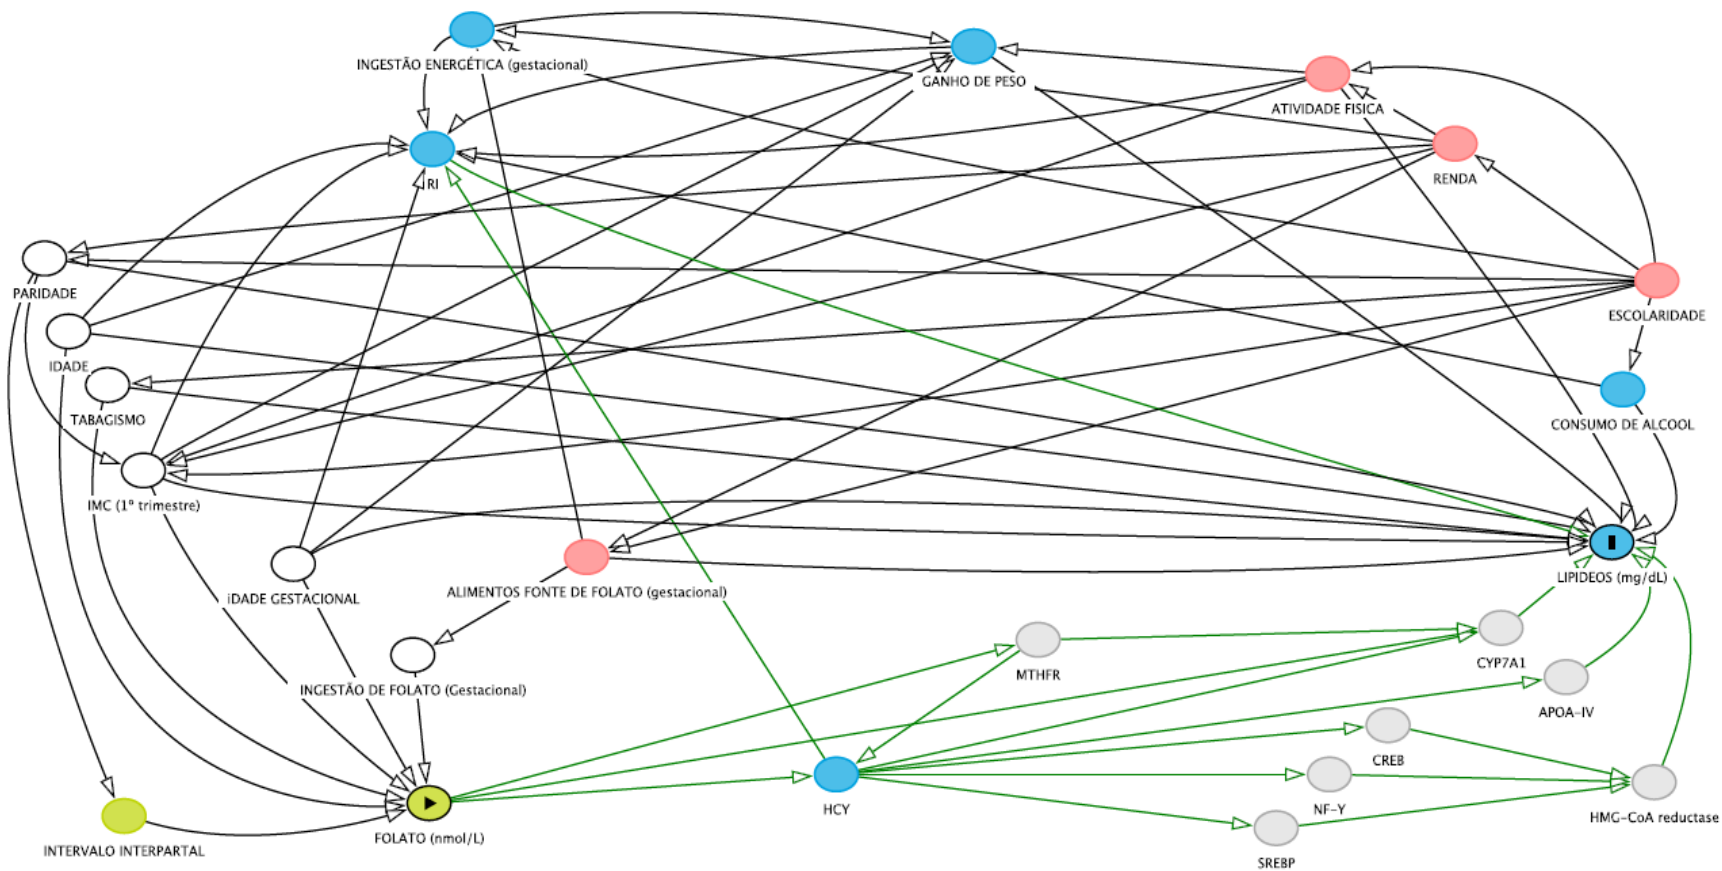 INGESTÃO ENERGÉTICA (gestacional)
GANHO DE PESO
ATIVIDADE FISICA
RI
RENDA
PARIDADE
ESCOLARIDADE
IDADE
TABAGISMO
CONSUMO DE ALCOOL
IMC (1º trimestre)
LIPIDEOS (mg/dL)
iDADE GESTACIONAL
ALIMENTOS FONTE DE FOLATO (gestacional)
CYP7A1
MTHFR
INGESTÃO DE FOLATO (Gestacional)
APOA-IV
CREB
HCY
NF-Y
HMG-CoA reductase
FOLATO (nmol/L)
INTERVALO INTERPARTAL
SREBP